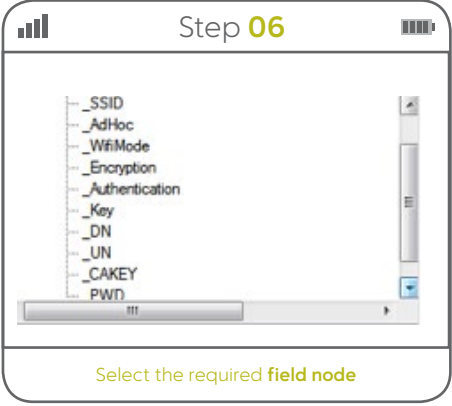 Step 06
_SSID
_AdHoc
_WifiMode
_Encryption
_Authentication
_Key
_DN
_UN
_CAKEY
_PWD
Select the required field node